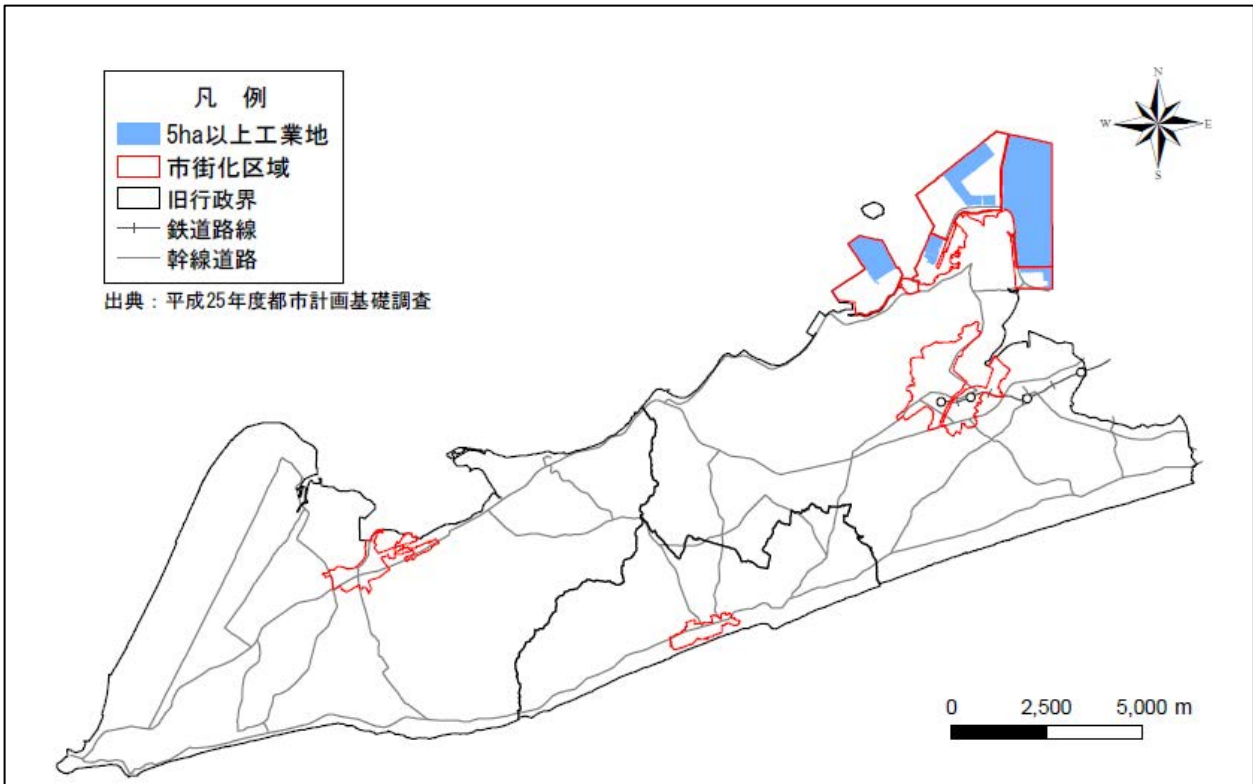 凡 例
5ha以上工業地
市街化区域
旧行政界
鉄道路線
幹線道路
出典：平成25年度都市計画基礎調査
N
W E
S
0 2,500 5,000 m